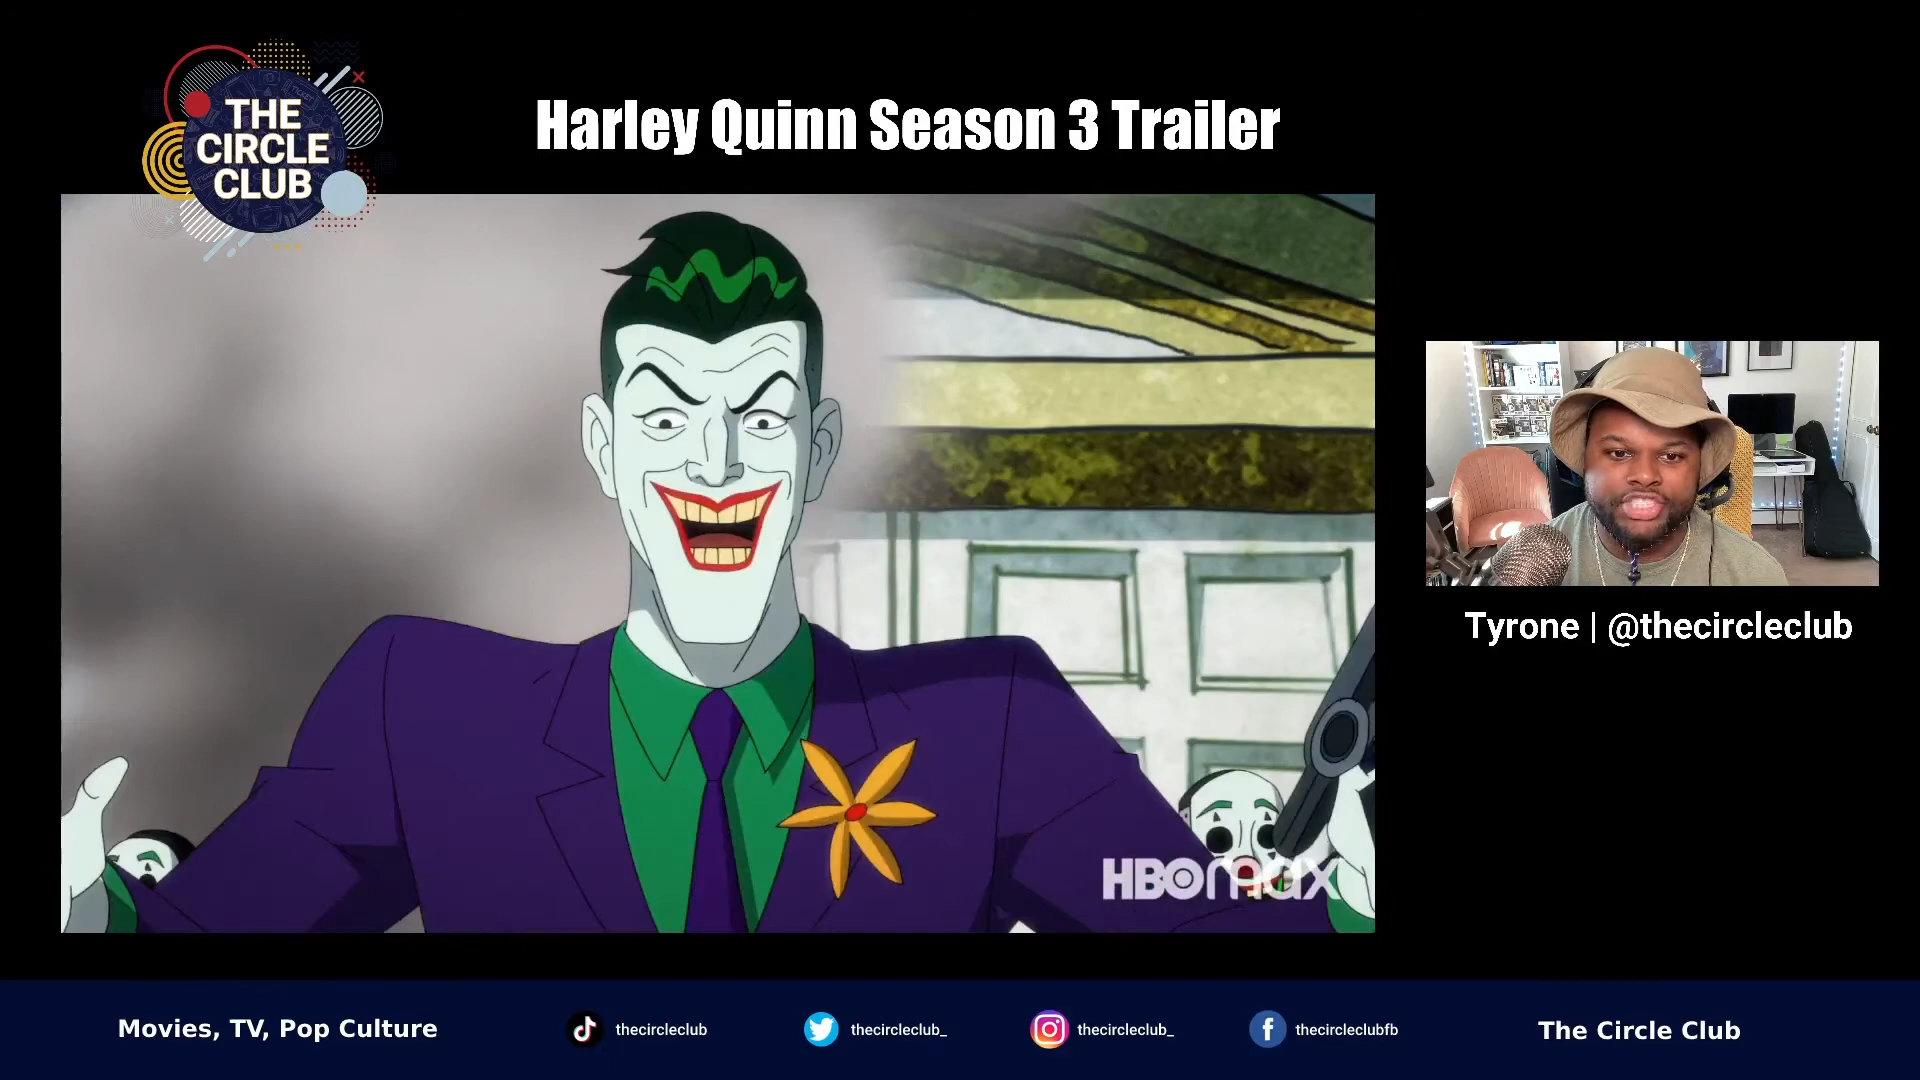 THE
CIRCLE
CLUB
Harley Quinn Season 3 Trailer
HBOmax
Tyrone | @thecircleclub
Movies, TV, Pop Culture
thecircleclub
thecircleclub_
thecircleclub_
thecircleclubfb
The Circle Club